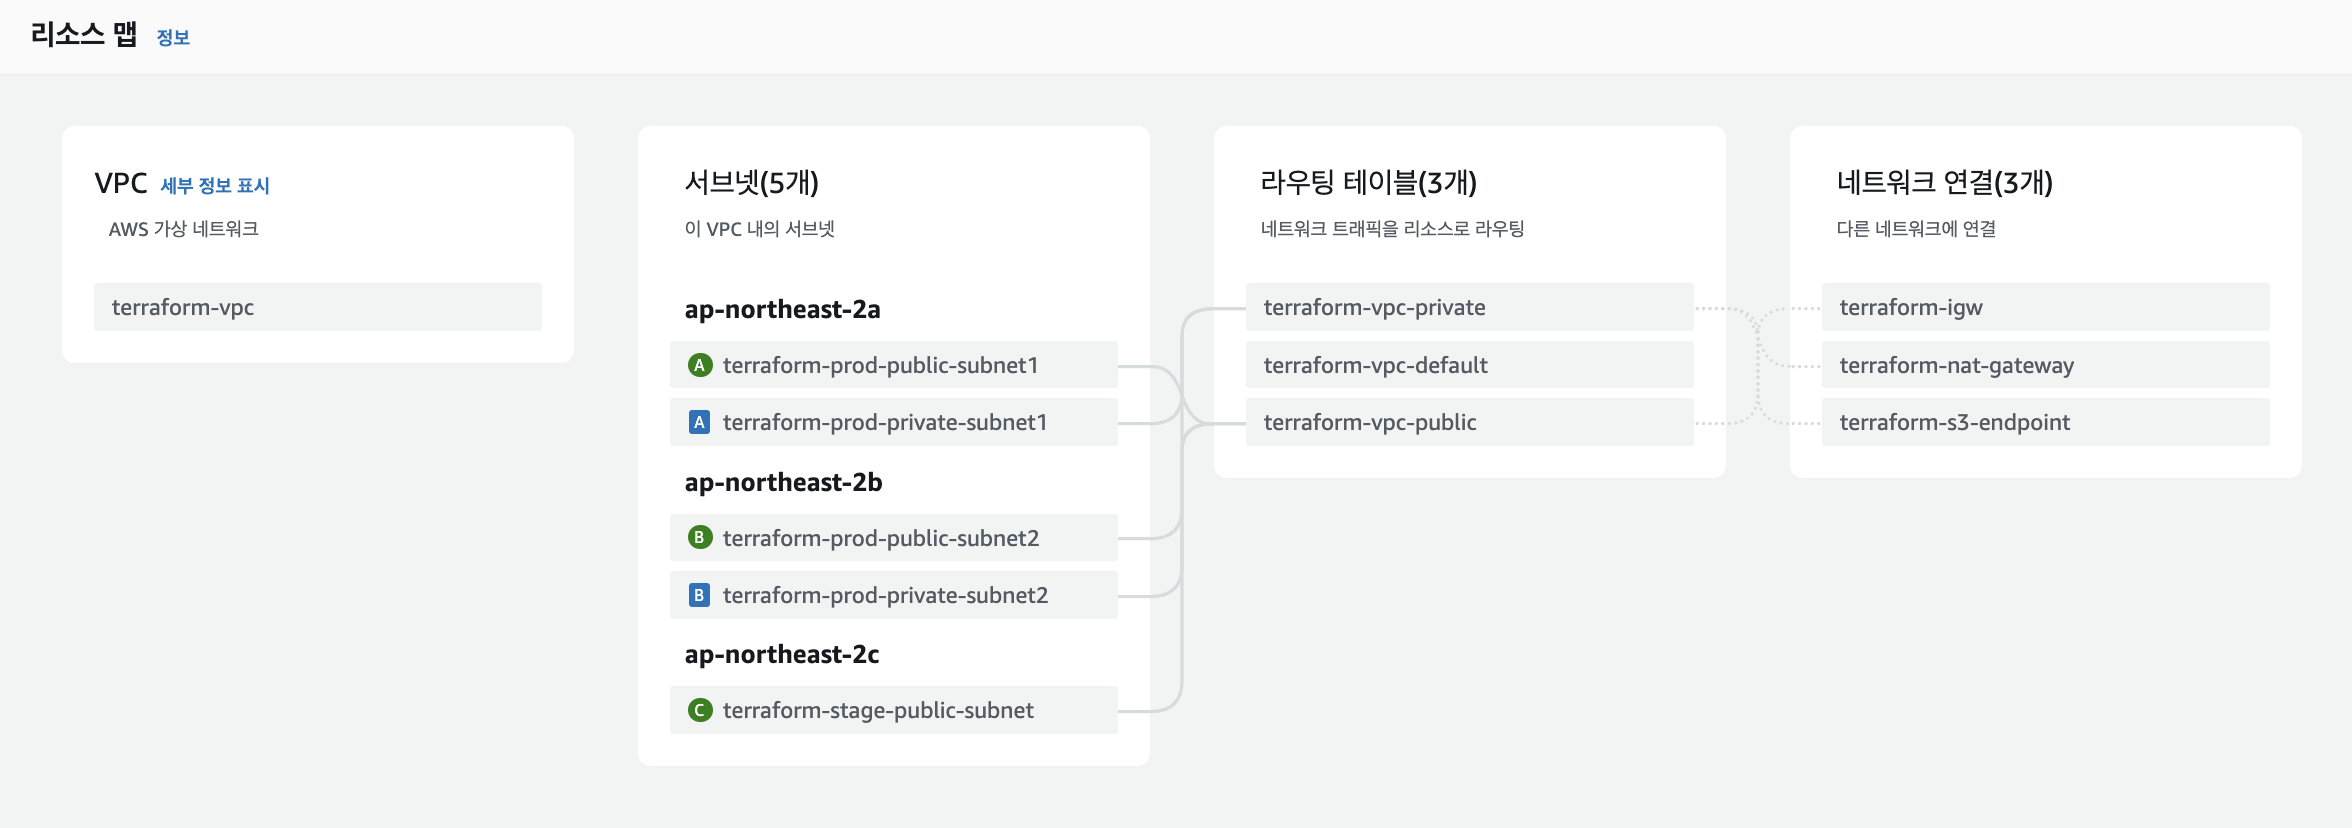 리소스 맵 정보
VPC 세부 정보 표시
AWS 가상 네트워크
terraform-vpc
서브넷(5개)
이 VPC 내의 서브넷
ap-northeast-2a
A terraform-prod-public-subnet1
A terraform-prod-private-subnet1
ap-northeast-2b
B terraform-prod-public-subnet2
B terraform-prod-private-subnet2
ap-northeast-2c
C terraform-stage-public-subnet
라우팅 테이블(3개)
네트워크 트래픽을 리소스로 라우팅
terraform-vpc-private
terraform-vpc-default
terraform-vpc-public
네트워크 연결(3개)
다른 네트워크에 연결
terraform-igw
terraform-nat-gateway
terraform-s3-endpoint